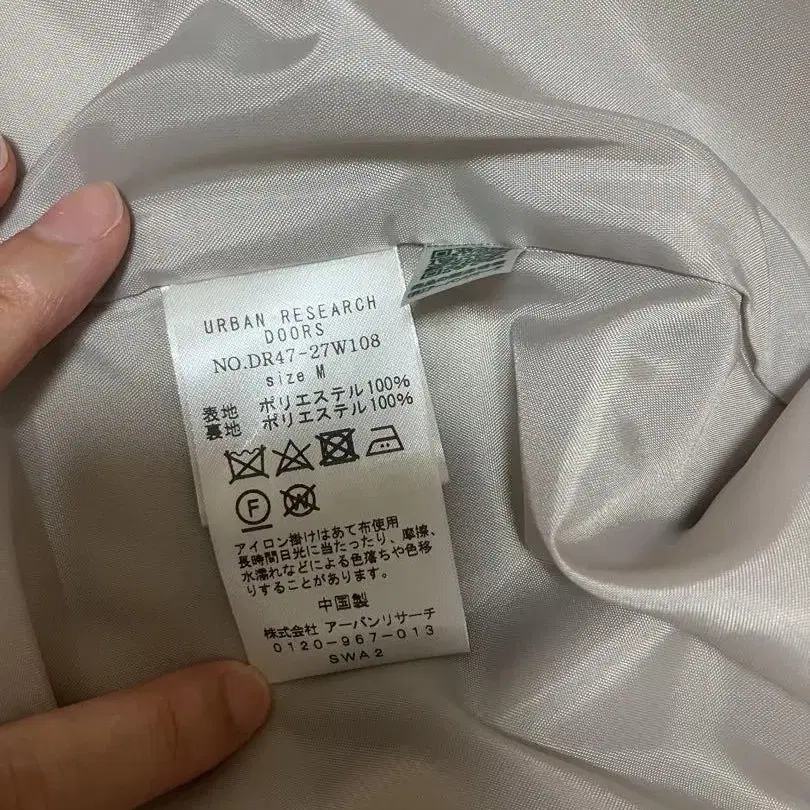 URBAN RESEARCH
DOORS
NO.DR47-27W108
size M
表地 ポリエステル100%
裏地 ポリエステル100%
F W
アイロン掛けはあて布使用
長時間日光に当たったり、摩擦、
水濡れなどによる色落ちや色移
りすることがあります。
中国製
株式会社 アーバンリサーチ
0120-967-013
SWA2